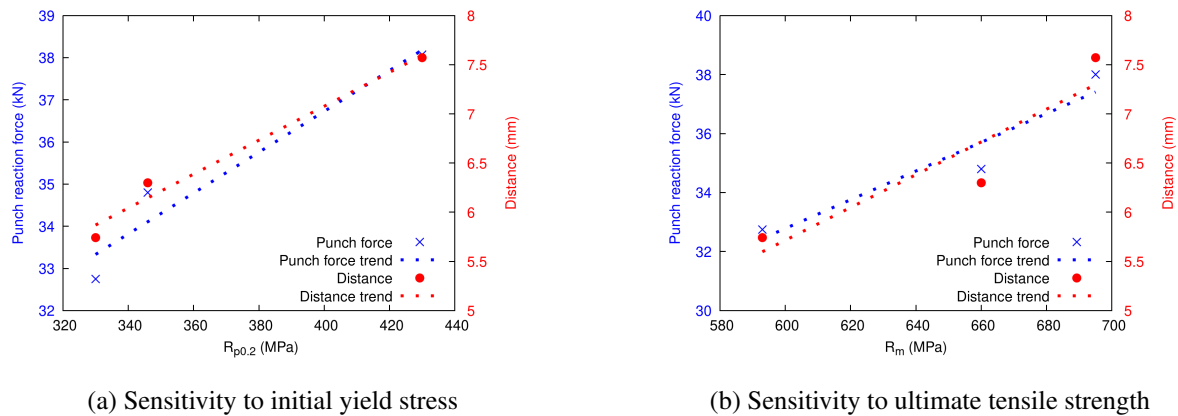 39
38
37
36
35
34
33
32
Punch reaction force (kN)
8
7.5
7
6.5
6
5.5
5
Distance (mm)
Punch force
Punch force trend
Distance
Distance trend
320 340 360 380 400 420 440
Rp0.2 (MPa)
(a) Sensitivity to initial yield stress
40
38
36
34
32
30
Punch reaction force (kN)
8
7.5
7
6.5
6
5.5
5
Distance (mm)
Punch force
Punch force trend
Distance
Distance trend
580 600 620 640 660 680 700
Rm (MPa)
(b) Sensitivity to ultimate tensile strength